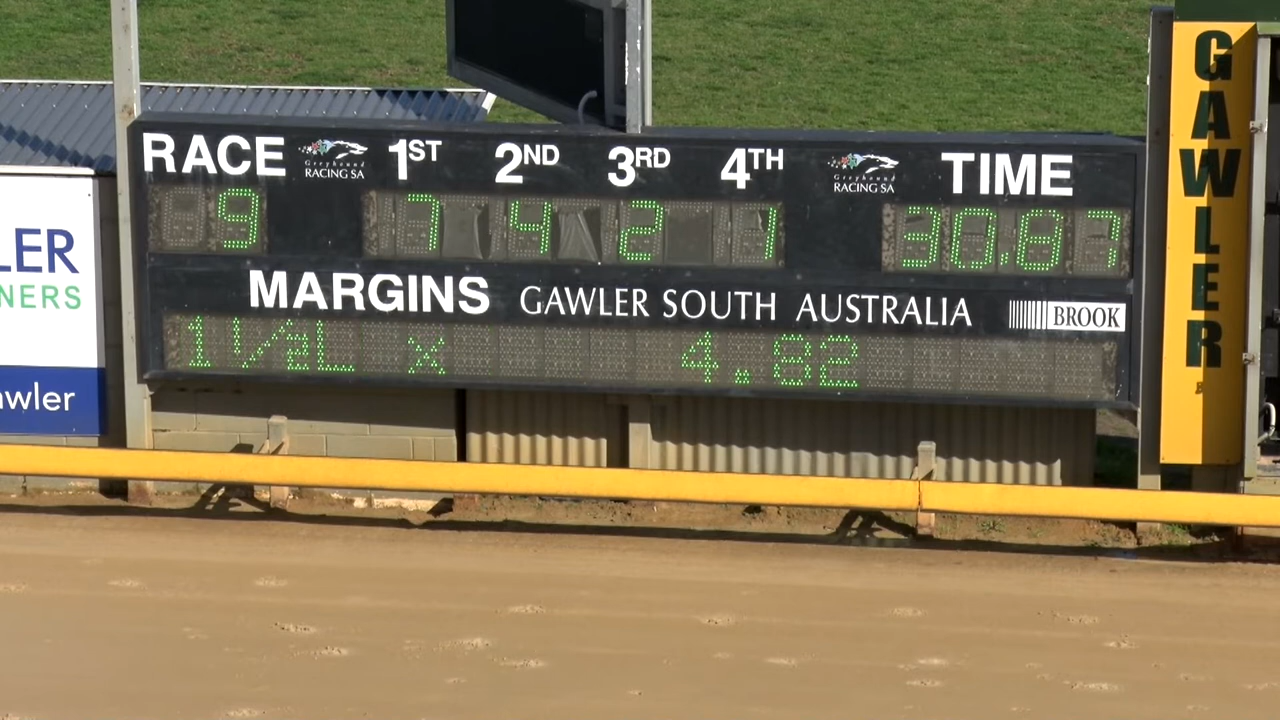 RACE 1ST 2ND 3RD 4TH TIME
Greyhound RACING SA
Greyhound RACING SA
9 7 4 2 1 30.87
MARGINS GAWLER SOUTH AUSTRALIA BROOK
1 1/2L x 4.82
LER
NERS
awler
GAWLER